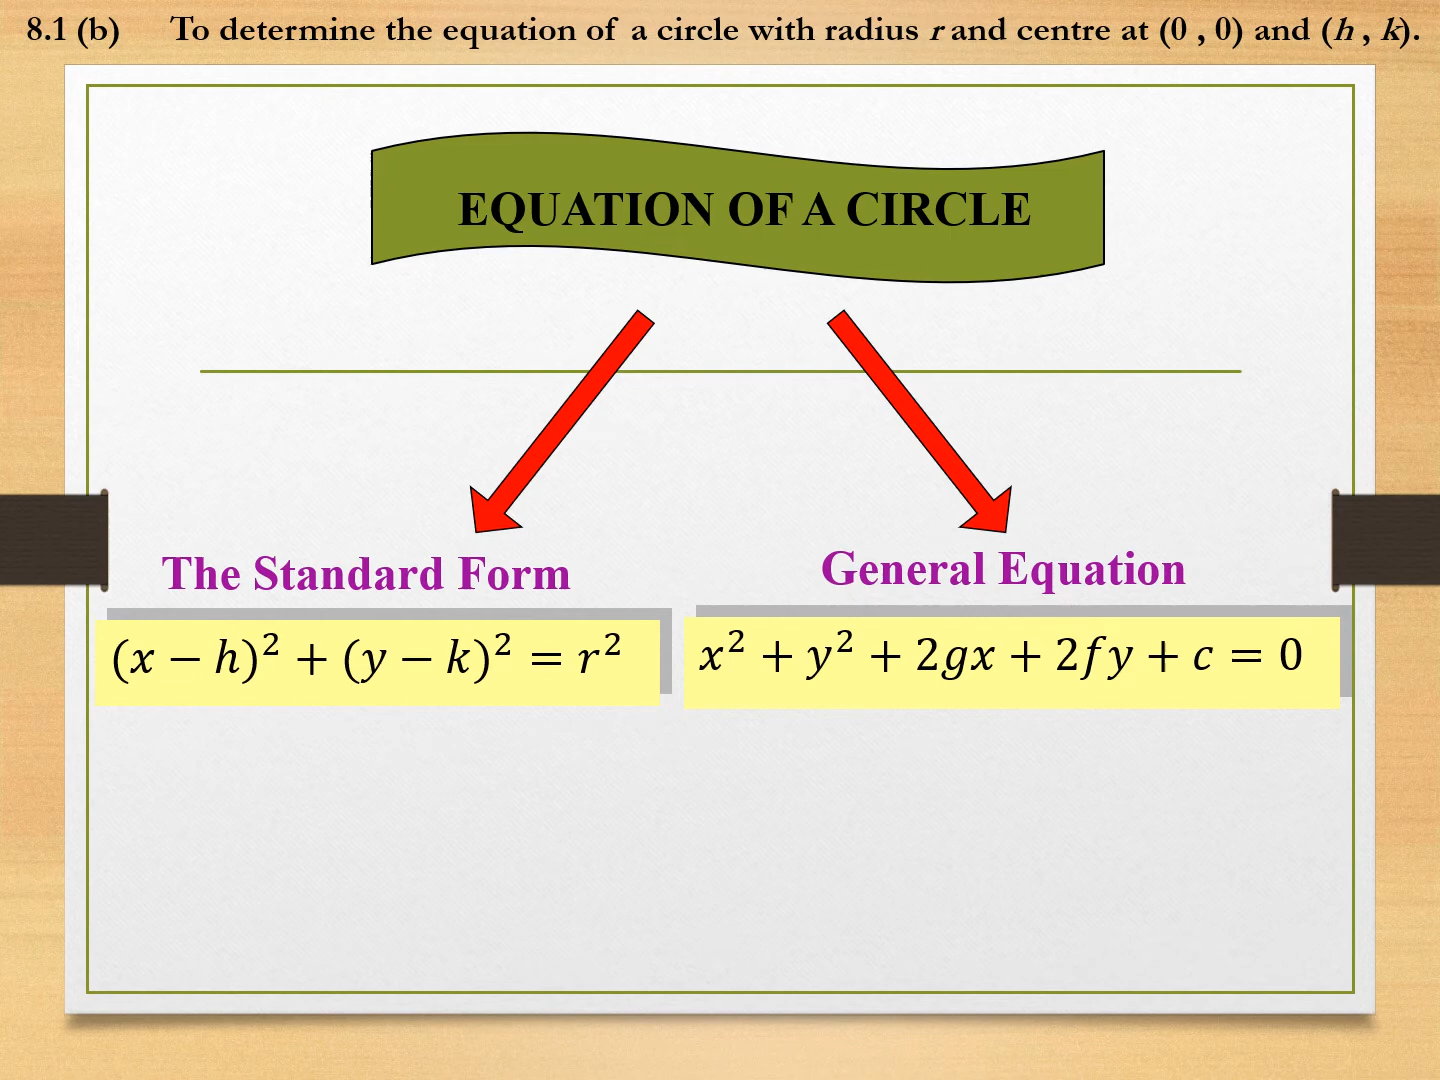 8.1 (b) To determine the equation of a circle with radius r and centre at (0 , 0) and (h , k).
EQUATION OF A CIRCLE
The Standard Form
(x − h)² + (y − k)² = r²
General Equation
x² + y² + 2gx + 2fy + c = 0